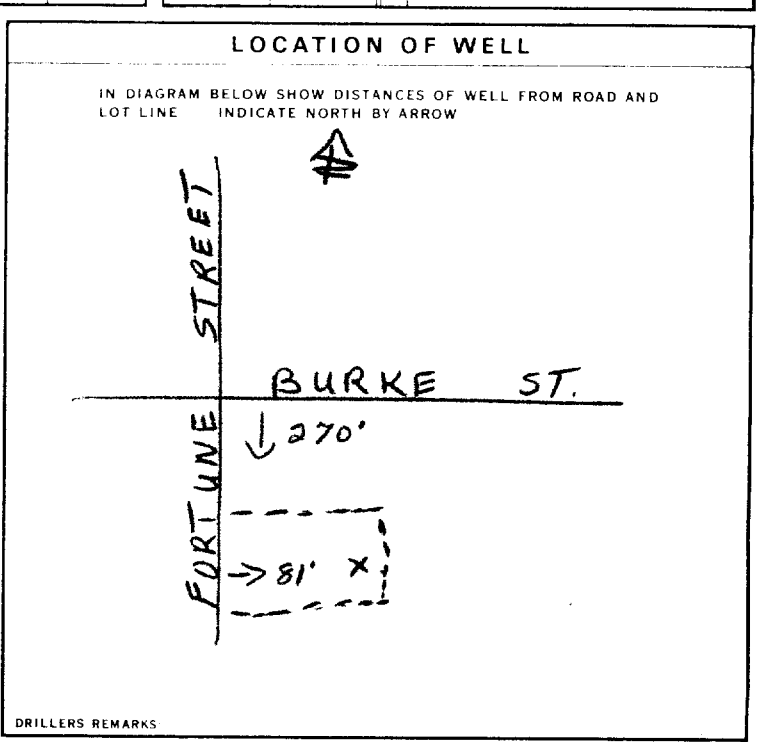 LOCATION OF WELL
IN DIAGRAM BELOW SHOW DISTANCES OF WELL FROM ROAD AND
LOT LINE INDICATE NORTH BY ARROW
N
FORTUNE STREET
BURKE ST.
270'
81' X
DRILLERS REMARKS